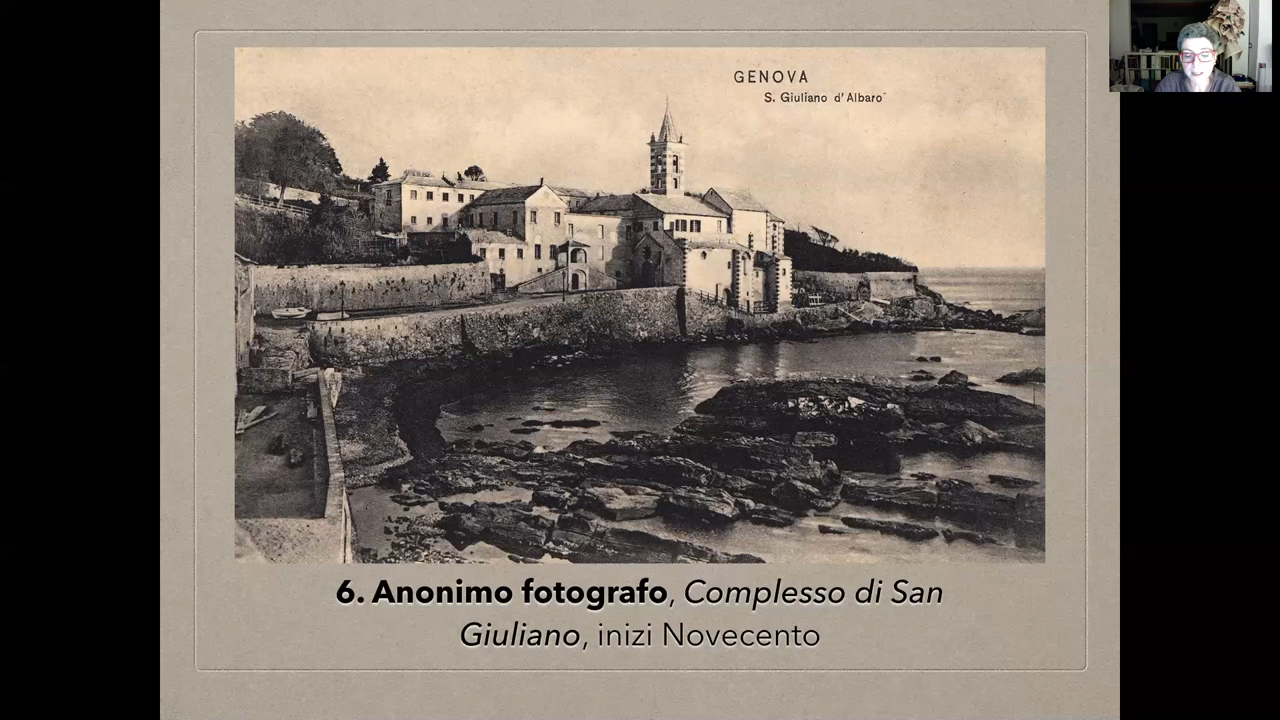 GENOVA
S. Giuliano d'Albaro
6. Anonimo fotografo, Complesso di San
Giuliano, inizi Novecento